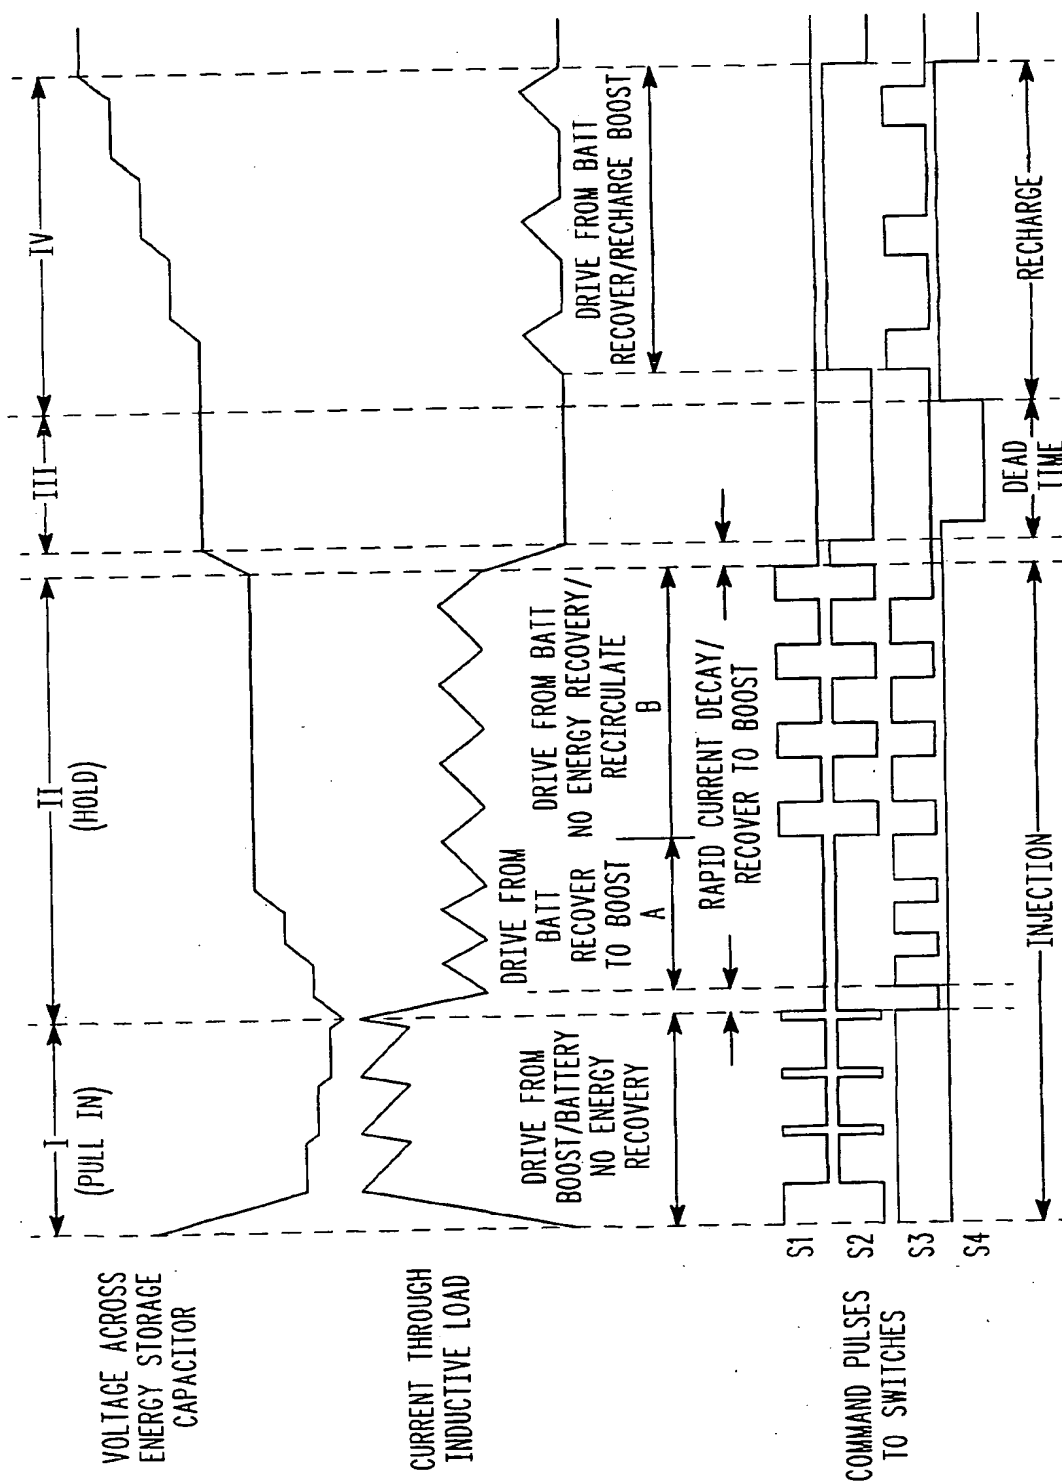 I
(PULL IN)
II
(HOLD)
III
IV
VOLTAGE ACROSS
ENERGY STORAGE
CAPACITOR
CURRENT THROUGH
INDUCTIVE LOAD
DRIVE FROM
BOOST/BATTERY
NO ENERGY
RECOVERY
DRIVE FROM
BATT
RECOVER
TO BOOST
A
DRIVE FROM BATT
NO ENERGY RECOVERY/
RECIRCULATE
B
RAPID CURRENT DECAY/
RECOVER TO BOOST
DRIVE FROM BATT
RECOVER/RECHARGE BOOST
COMMAND PULSES
TO SWITCHES
S1
S2
S3
S4
INJECTION
DEAD
TIME
RECHARGE